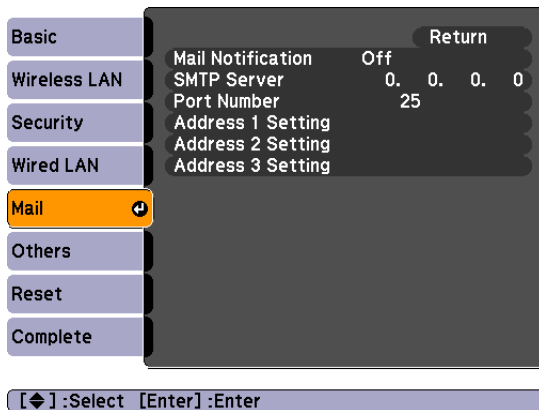 Basic
Wireless LAN
Security
Wired LAN
Mail
Others
Reset
Complete
Return
Mail Notification Off
SMTP Server 0. 0. 0. 0
Port Number 25
Address 1 Setting
Address 2 Setting
Address 3 Setting
[◆] :Select [Enter] :Enter